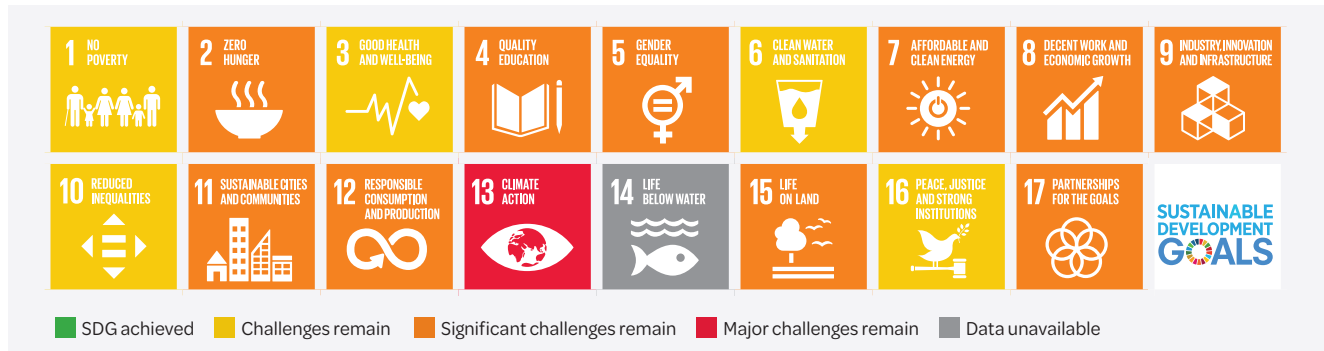 1 NO
POVERTY
2 ZERO
HUNGER
3 GOOD HEALTH
AND WELL-BEING
4 QUALITY
EDUCATION
5 GENDER
EQUALITY
6 CLEAN WATER
AND SANITATION
7 AFFORDABLE AND
CLEAN ENERGY
8 DECENT WORK AND
ECONOMIC GROWTH
9 INDUSTRY, INNOVATION
AND INFRASTRUCTURE
10 REDUCED
INEQUALITIES
11 SUSTAINABLE CITIES
AND COMMUNITIES
12 RESPONSIBLE
CONSUMPTION
AND PRODUCTION
13 CLIMATE
ACTION
14 LIFE
BELOW WATER
15 LIFE
ON LAND
16 PEACE, JUSTICE
AND STRONG
INSTITUTIONS
17 PARTNERSHIPS
FOR THE GOALS
SUSTAINABLE
DEVELOPMENT
GOALS
SDG achieved
Challenges remain
Significant challenges remain
Major challenges remain
Data unavailable